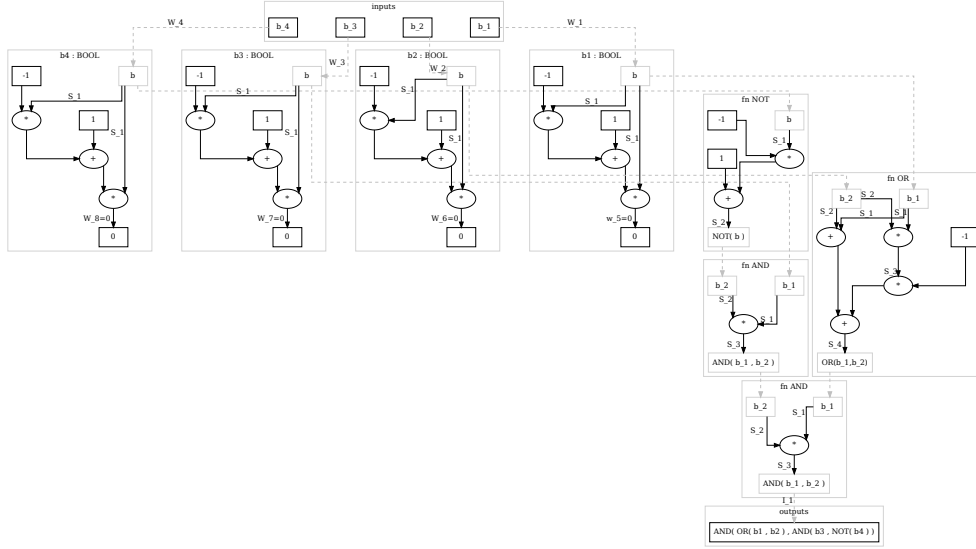 inputs
b_4 b_3 b_2 b_1
W_4 W_1
W_3 W_2
b4 : BOOL
-1 b
S_1
* 1
S_1
+
*
W_8=0
0
b3 : BOOL
-1 b
S_1
* 1
S_1
+
*
W_7=0
0
b2 : BOOL
-1 b
S_1
* 1
S_1
+
*
W_6=0
0
b1 : BOOL
-1 b
S_1
* 1
S_1
+
*
w_5=0
0
fn NOT
-1 b
S_1
1 *
+
S_2
NOT( b )
fn OR
b_2 S_2 b_1
S_2 S_1 S_1
+ * -1
S_3
*
+
S_4
OR(b_1,b_2)
fn AND
b_2 b_1
S_2
* S_1
S_3
AND( b_1 , b_2 )
fn AND
b_2 b_1
S_1
S_2
*
S_3
AND( b_1 , b_2 )
I_1
outputs
AND( OR( b1 , b2 ) , AND( b3 , NOT( b4 ) ) )